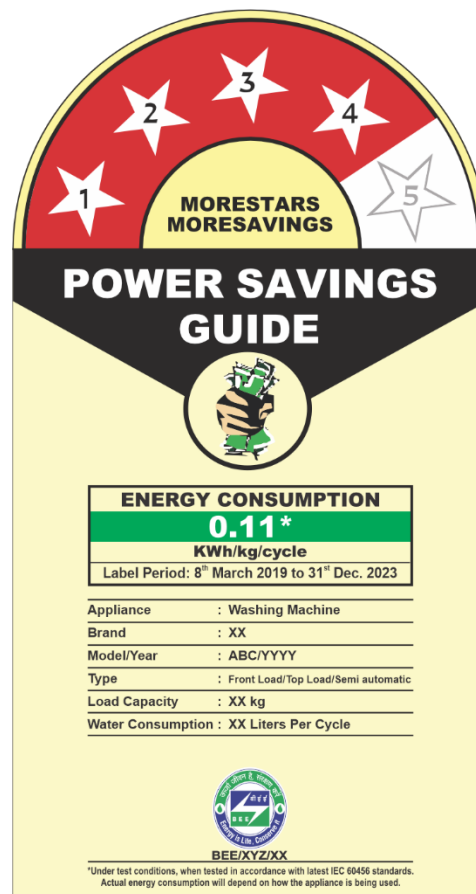 1
2
3
4
5
MORESTARS
MORESAVINGS
POWER SAVINGS
GUIDE
ENERGY CONSUMPTION
0.11*
KWh/kg/cycle
Label Period: 8th March 2019 to 31st Dec. 2023
Appliance : Washing Machine
Brand : XX
Model/Year : ABC/YYYY
Type : Front Load/Top Load/Semi automatic
Load Capacity : XX kg
Water Consumption : XX Liters Per Cycle
BEE
Energy is Life, Conserve it
BEE/XYZ/XX
*Under test conditions, when tested in accordance with latest IEC 60456 standards.
Actual energy consumption will depend on how the appliance is being used.